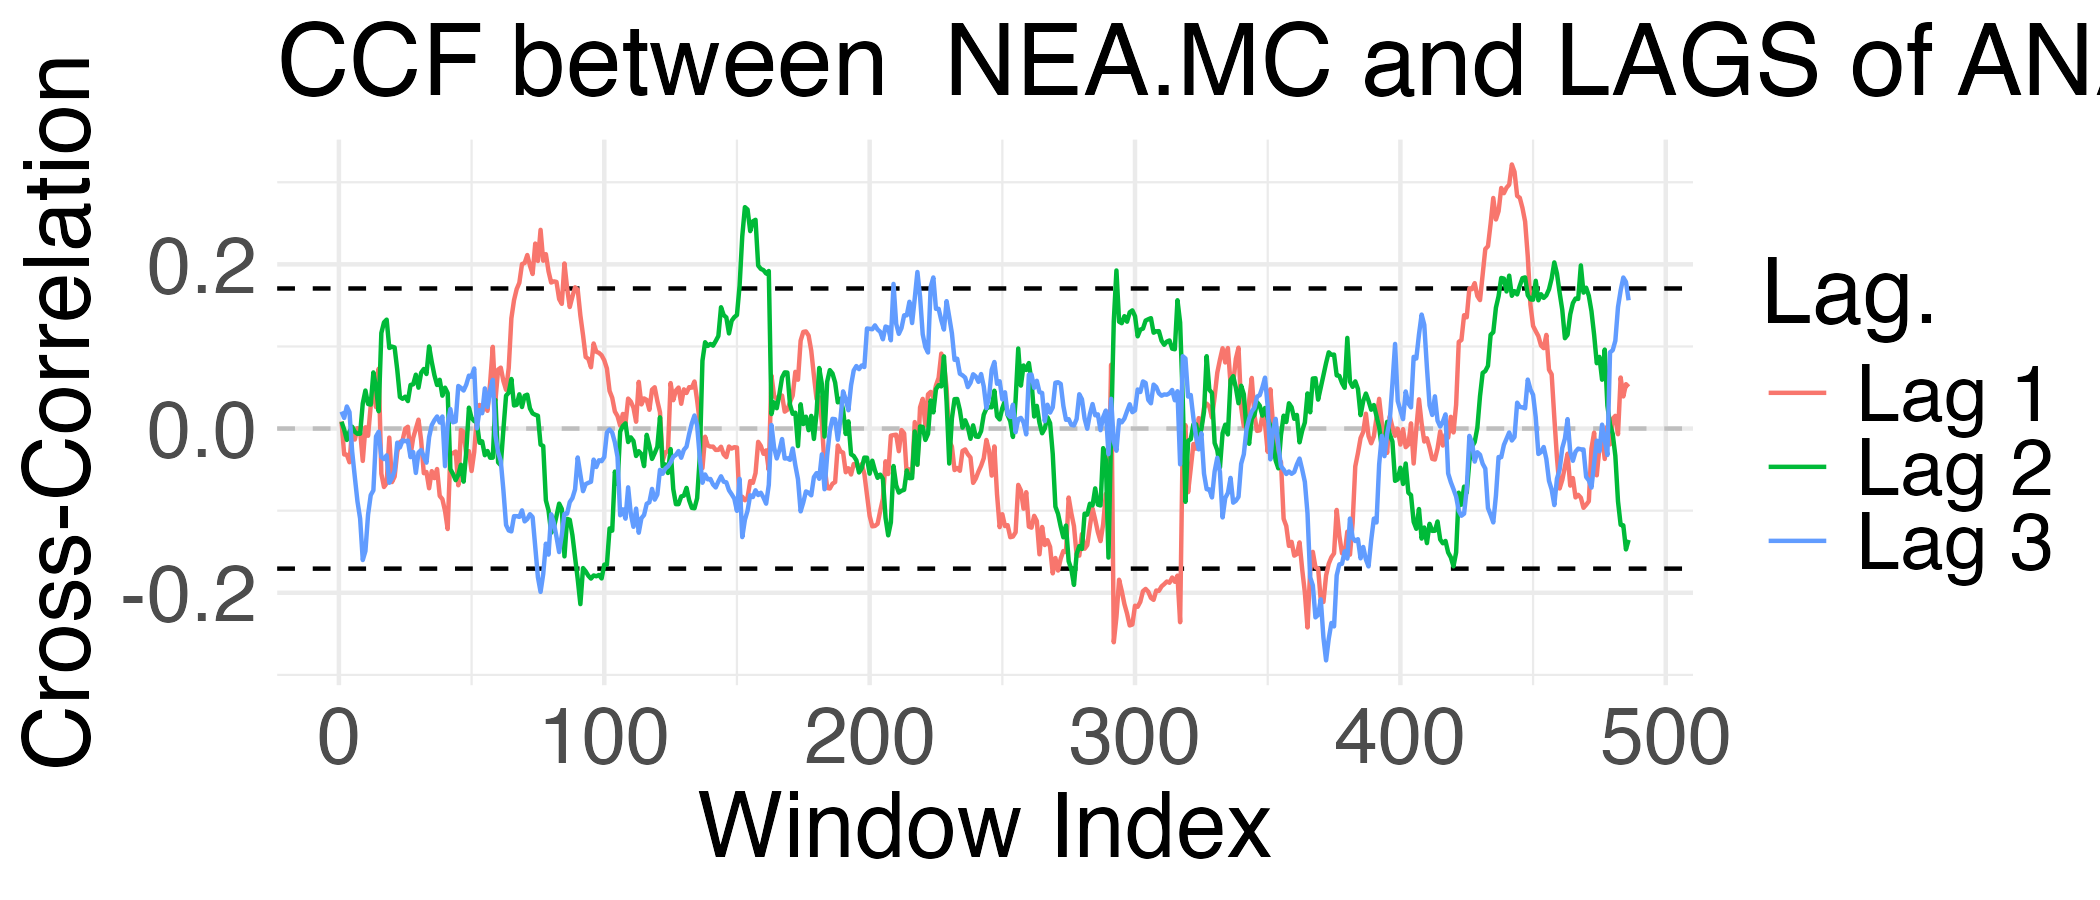 CCF between  NEA.MC and LAGS of AN
Cross-Correlation
0.2
0.0
-0.2
0 100 200 300 400 500
Window Index
Lag.
Lag 1
Lag 2
Lag 3